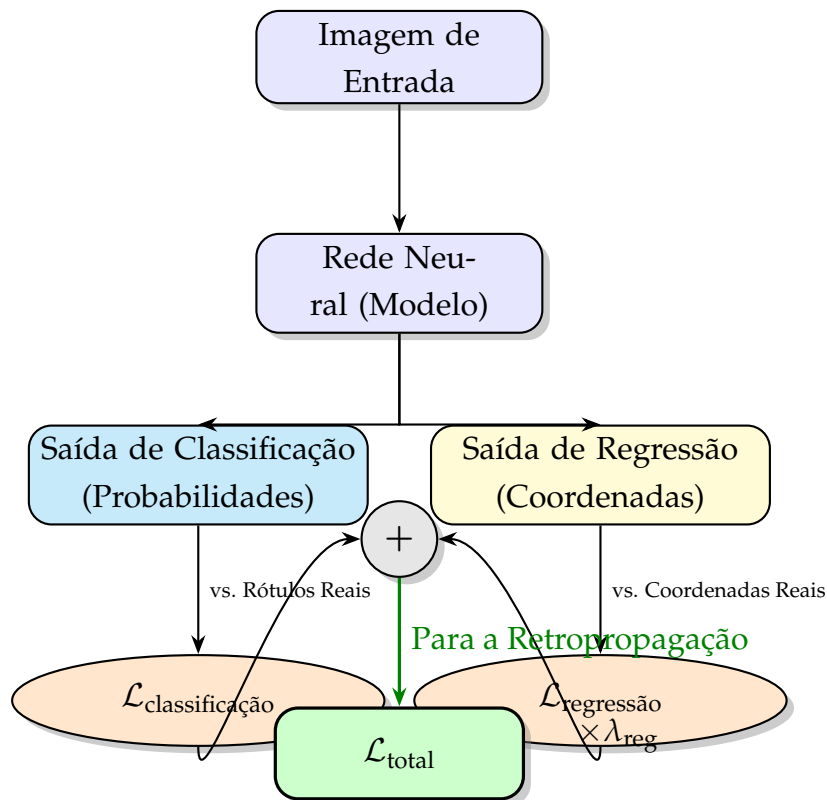 Imagem de
Entrada
Rede Neu-
ral (Modelo)
Saída de Classificação
(Probabilidades)
Saída de Regressão
(Coordenadas)
+
vs. Rótulos Reais
vs. Coordenadas Reais
Para a Retropropagação
ℒclassificação
ℒregressão
×λreg
ℒtotal